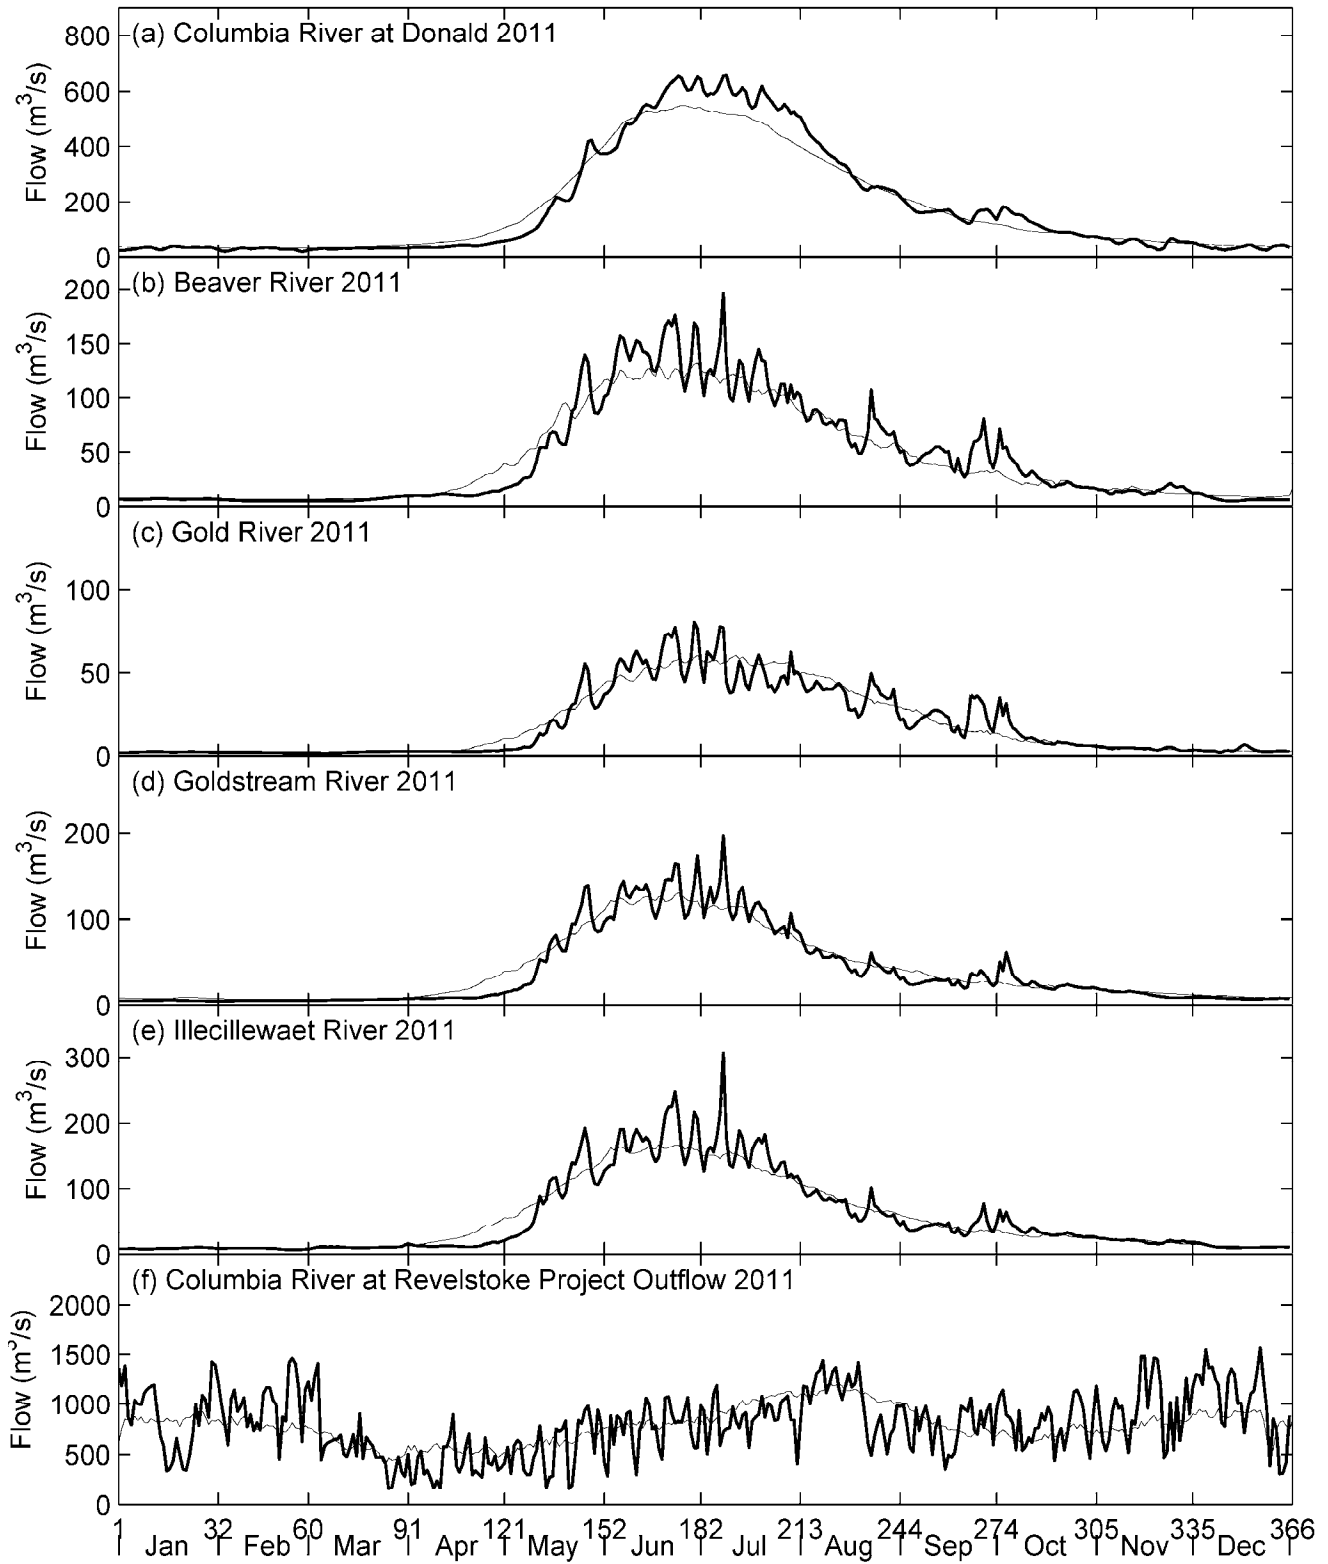 (a) Columbia River at Donald 2011
Flow (m³/s)
800
600
400
200
0
(b) Beaver River 2011
Flow (m³/s)
200
150
100
50
0
(c) Gold River 2011
Flow (m³/s)
100
50
0
(d) Goldstream River 2011
Flow (m³/s)
200
100
0
(e) Illecillewaet River 2011
Flow (m³/s)
300
200
100
0
(f) Columbia River at Revelstoke Project Outflow 2011
Flow (m³/s)
2000
1500
1000
500
0
1 32 60 91 121 152 182 213 244 274 305 335 366
Jan Feb Mar Apr May Jun Jul Aug Sep Oct Nov Dec